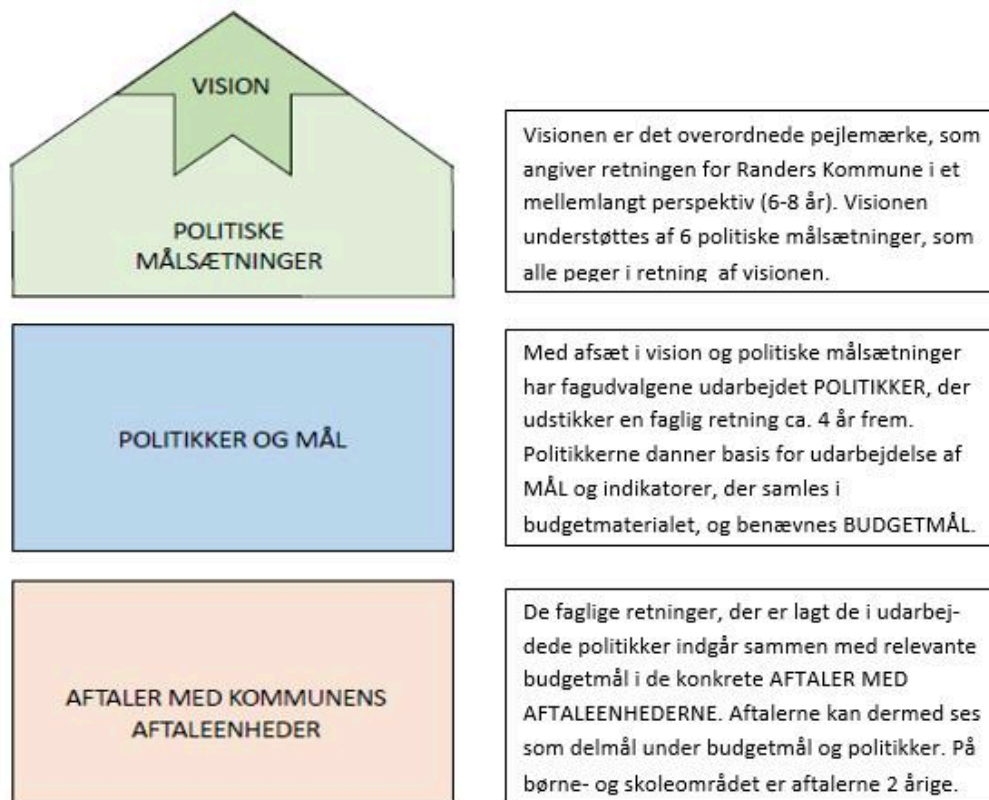 VISION
POLITISKE
MÅLSÆTNINGER
Visionen er det overordnede pejlemærke, som
angiver retningen for Randers Kommune i et
mellemlangt perspektiv (6-8 år). Visionen
understøttes af 6 politiske målsætninger, som
alle peger i retning af visionen.
POLITIKKER OG MÅL
Med afsæt i vision og politiske målsætninger
har fagudvalgene udarbejdet POLITIKKER, der
udstikker en faglig retning ca. 4 år frem.
Politikkerne danner basis for udarbejdelse af
MÅL og indikatorer, der samles i
budgetmaterialet, og benævnes BUDGETMÅL.
AFTALER MED KOMMUNENS
AFTALEENHEDER
De faglige retninger, der er lagt de i udarbej-
dede politikker indgår sammen med relevante
budgetmål i de konkrete AFTALER MED
AFTALEENHEDERNE. Aftalerne kan dermed ses
som delmål under budgetmål og politikker. På
børne- og skoleområdet er aftalerne 2 årige.